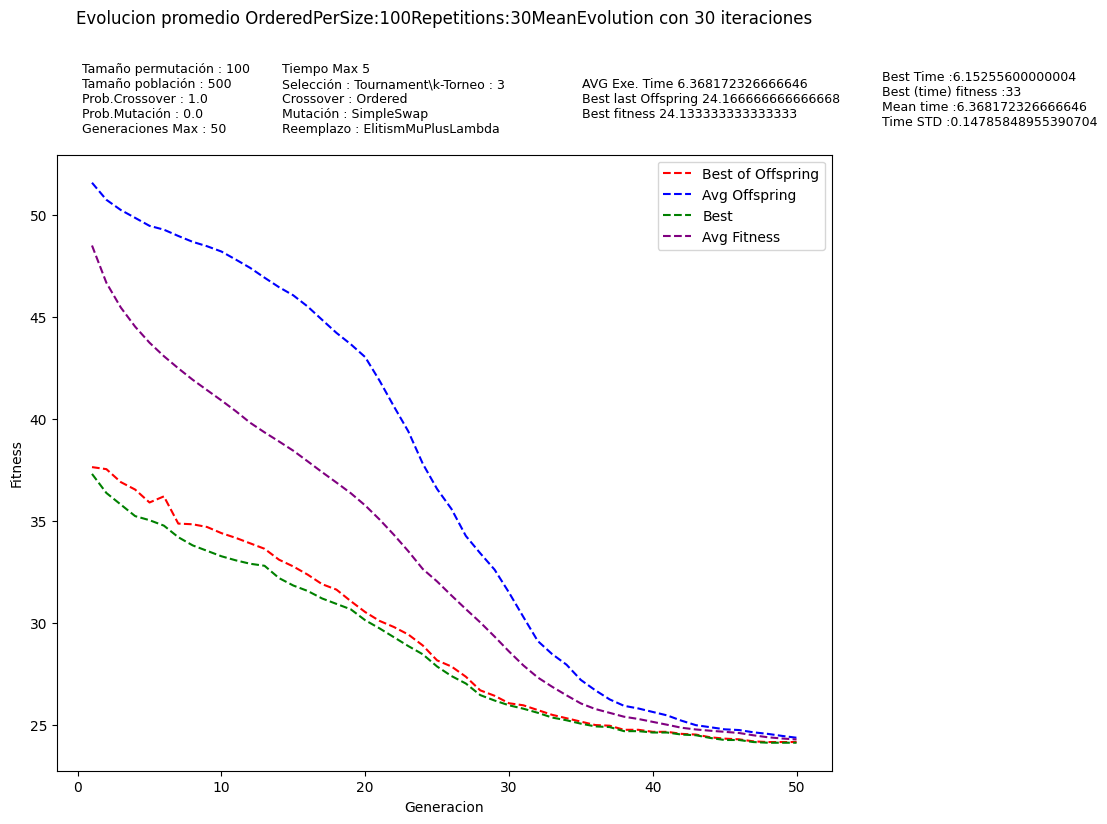 Evolucion promedio OrderedPerSize:100Repetitions:30MeanEvolution con 30 iteraciones
Tamaño permutación : 100
Tamaño población : 500
Prob.Crossover : 1.0
Prob.Mutación : 0.0
Generaciones Max : 50
Tiempo Max 5
Selección : Tournament\k-Torneo : 3
Crossover : Ordered
Mutación : SimpleSwap
Reemplazo : ElitismMuPlusLambda
AVG Exe. Time 6.368172326666646
Best last Offspring 24.166666666666668
Best fitness 24.133333333333333
Best Time :6.15255600000004
Best (time) fitness :33
Mean time :6.368172326666646
Time STD :0.14785848955390704
Best of Offspring
Avg Offspring
Best
Avg Fitness
Fitness
50
45
40
35
30
25
0
10
20
30
40
50
Generacion